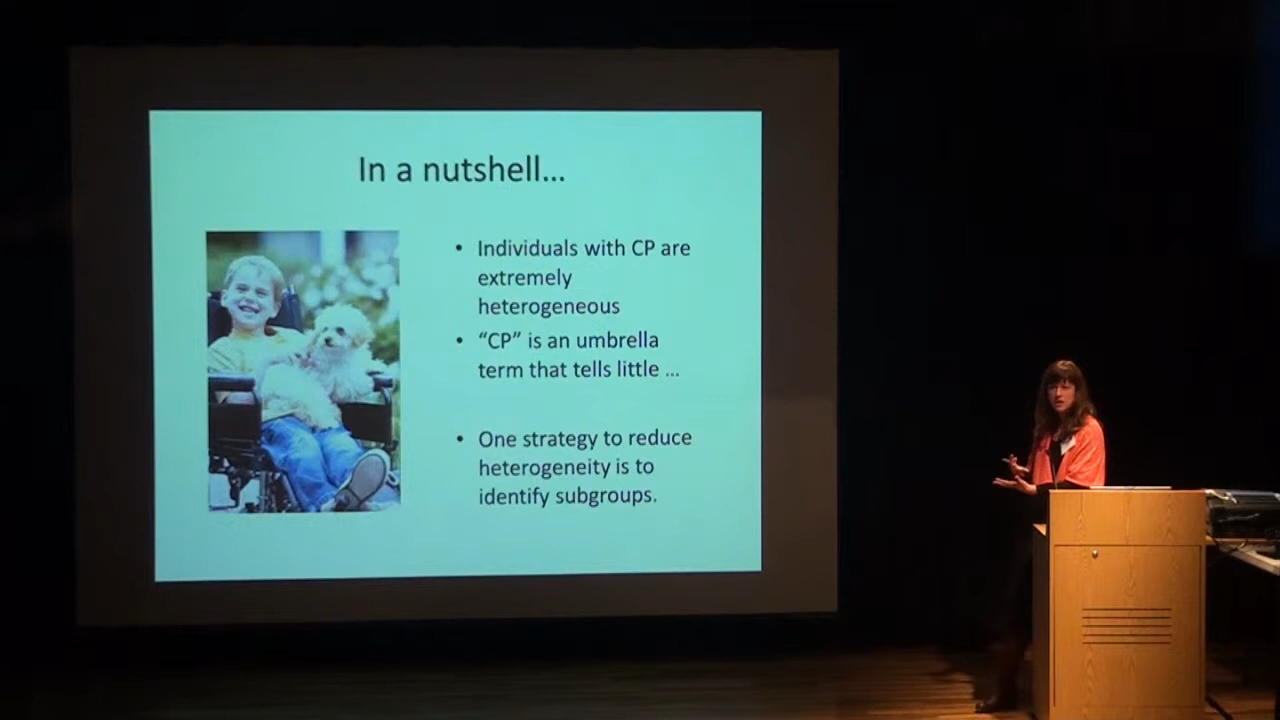 In a nutshell...
• Individuals with CP are
extremely
heterogeneous
• “CP” is an umbrella
term that tells little ...
• One strategy to reduce
heterogeneity is to
identify subgroups.